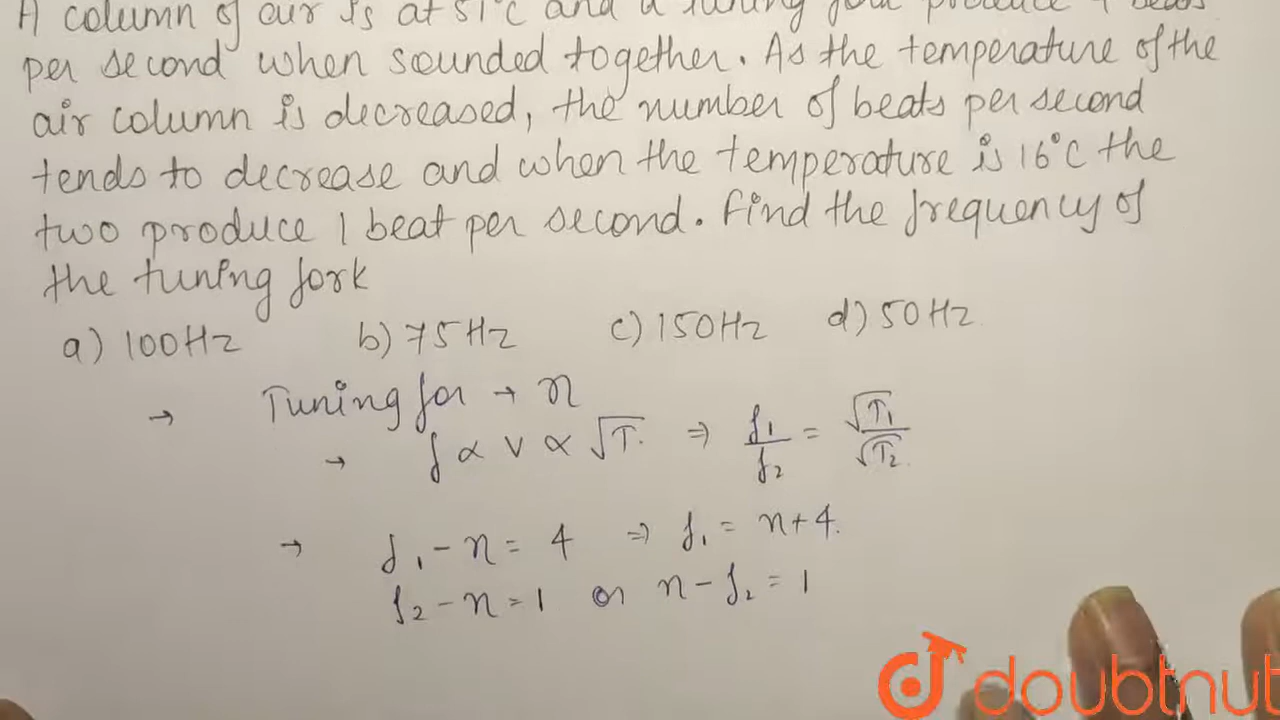 A column of air is at 51°C and a tuning fork produce 4 beats
per second when sounded together. As the temperature of the
air column is decreased, the number of beats per second
tends to decrease and when the temperature is 16°C the
two produce 1 beat per second. Find the frequency of
the tuning fork
a) 100Hz b) 75Hz c) 150Hz d) 50Hz
→ Tuning for → n
→ f ∝ v ∝ √T. ⇒ f₁/f₂ = √T₁/√T₂.
→ f₁ - n = 4 ⇒ f₁ = n+4.
f₂ - n = 1 or n - f₂ = 1
doubtnut